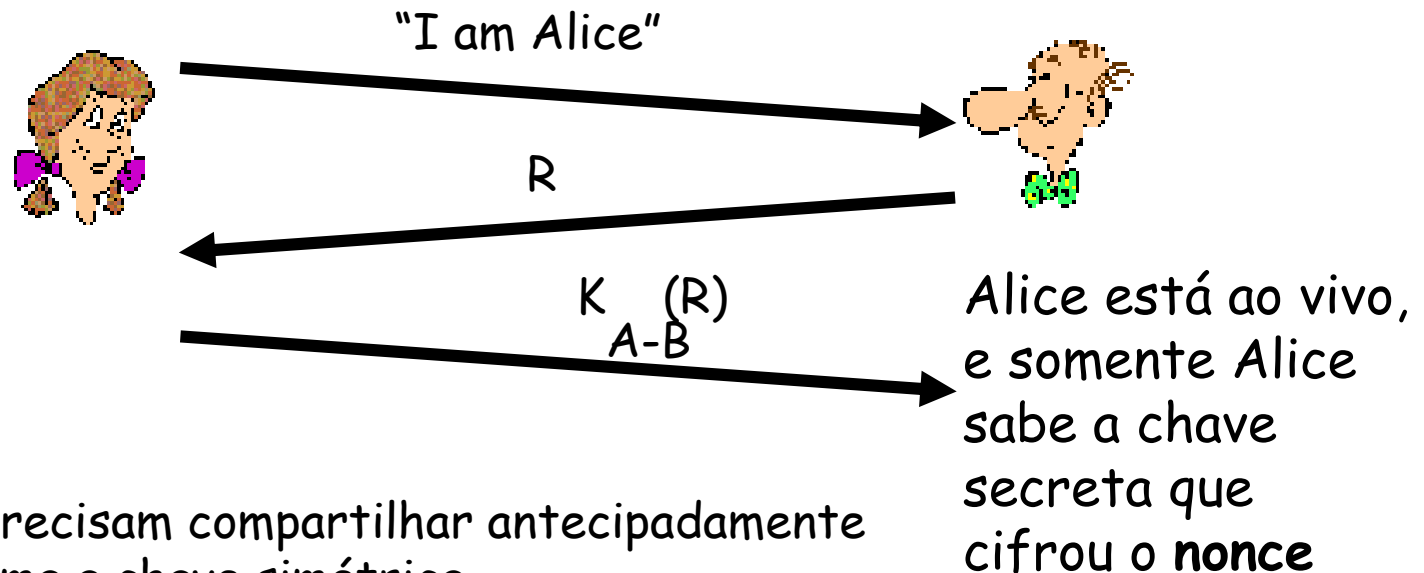 “I am Alice”
R
K (R)
A-B
Alice está ao vivo,
e somente Alice
sabe a chave
secreta que
cifrou o nonce
recisam compartilhar antecipadamente